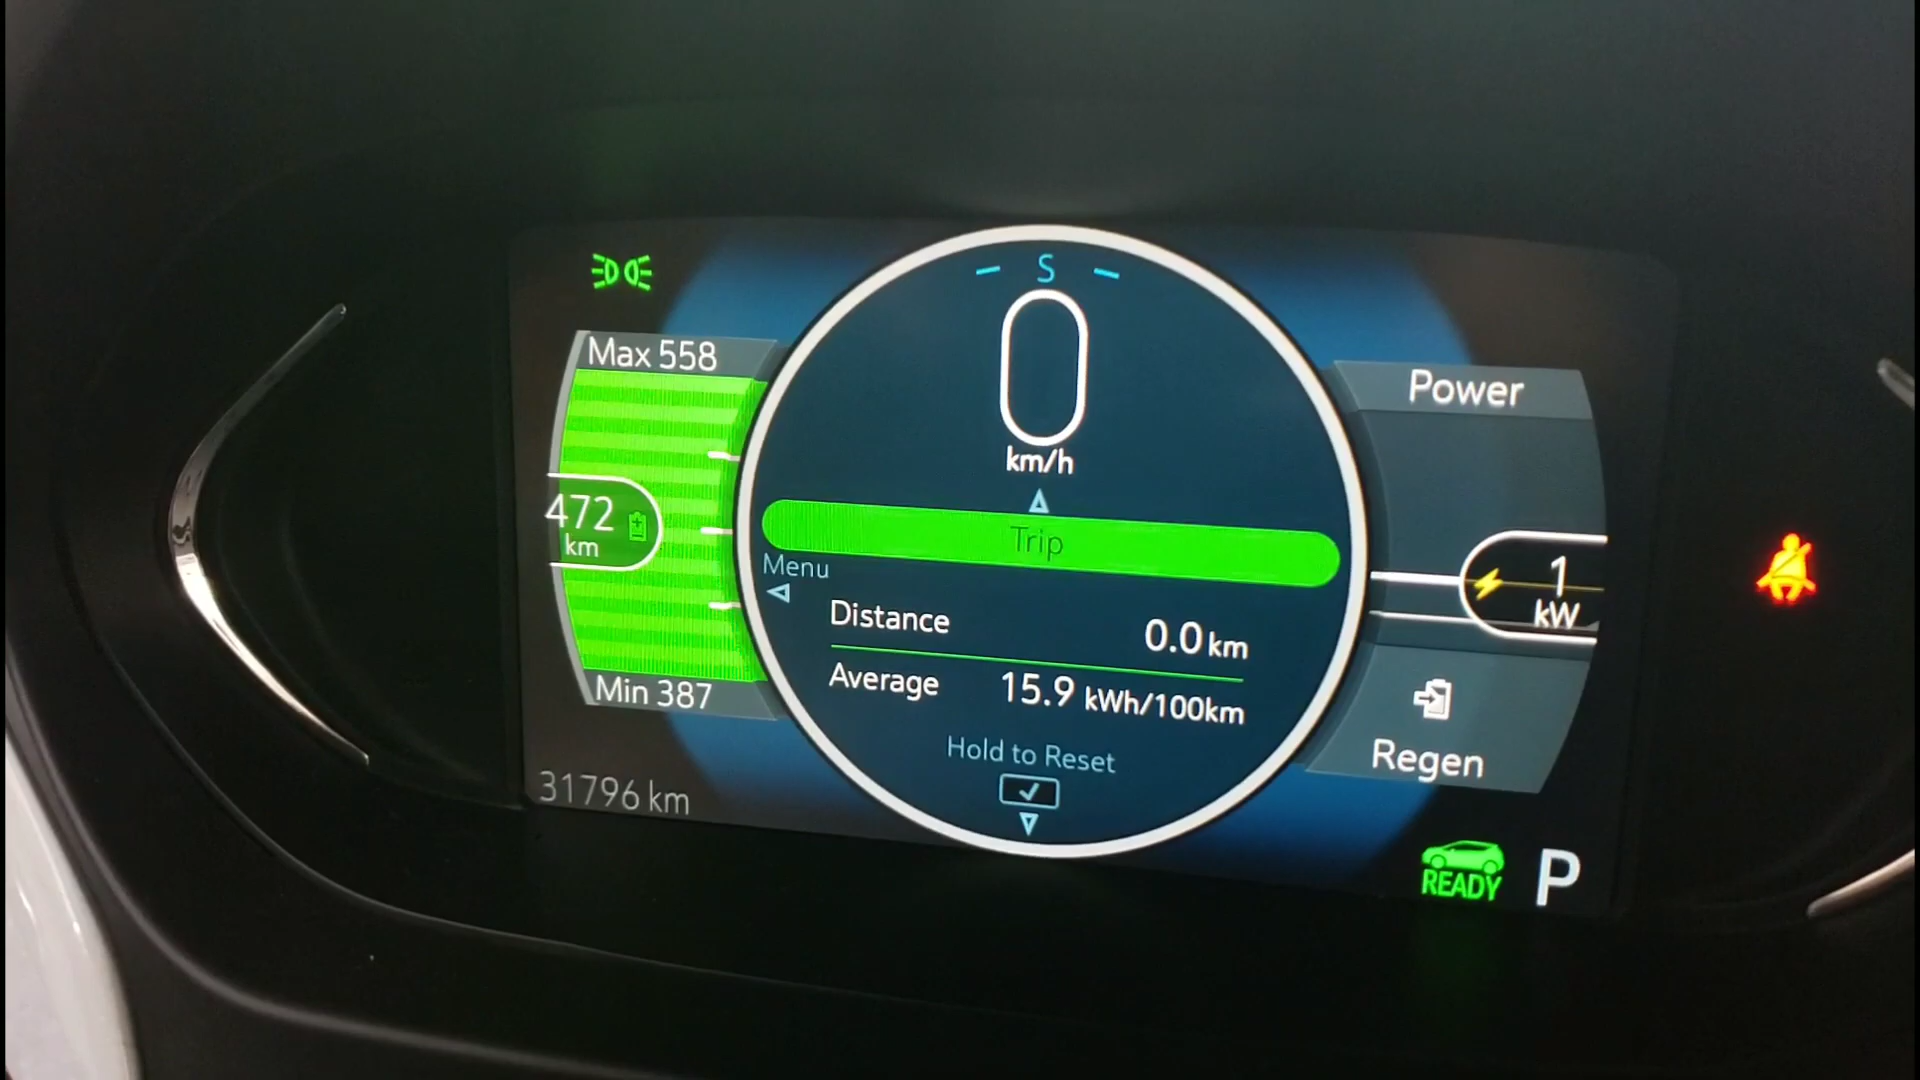 S
Max 558
0
km/h
Power
472
km
Trip
Menu
1
kW
Distance 0.0 km
Average 15.9 kWh/100km
Min 387
Hold to Reset
Regen
31796 km
READY P